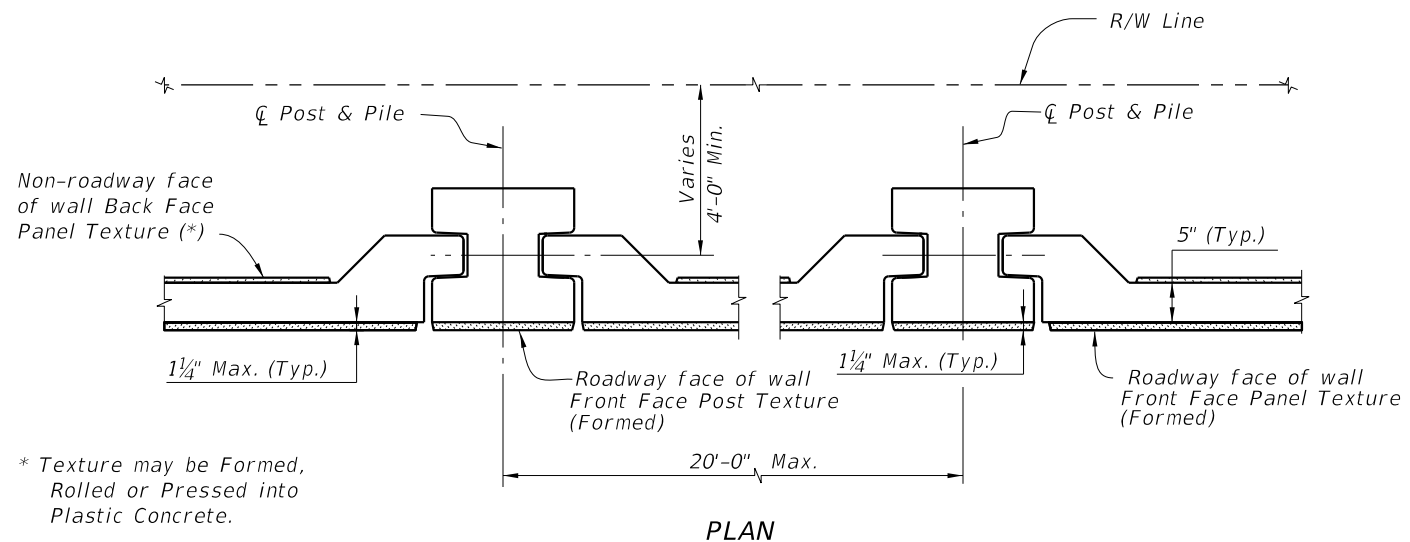 R/W Line
℄ Post & Pile
℄ Post & Pile
Varies
4'-0" Min.
Non-roadway face
of wall Back Face
Panel Texture (*)
5" (Typ.)
1¼" Max. (Typ.)
1¼" Max. (Typ.)
Roadway face of wall
Front Face Post Texture
(Formed)
Roadway face of wall
Front Face Panel Texture
(Formed)
* Texture may be Formed,
Rolled or Pressed into
Plastic Concrete.
20'-0" Max.
PLAN